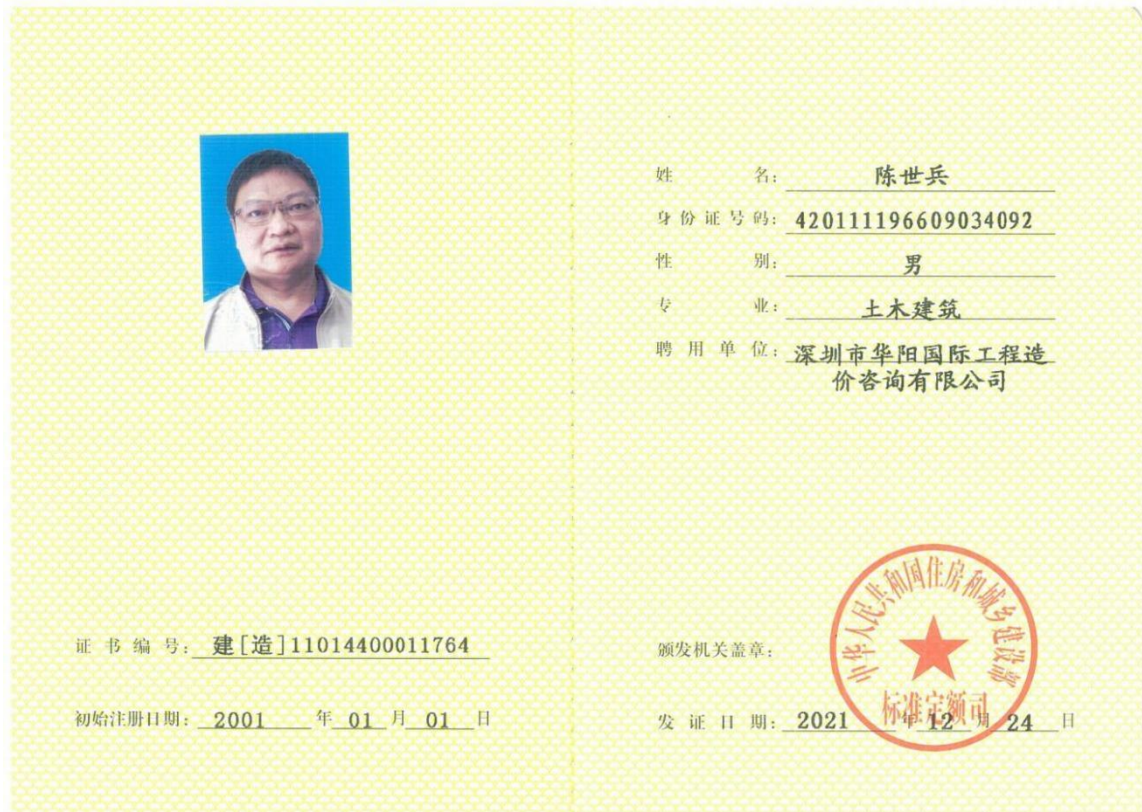 姓名：陈世兵
身份证号码：420111196609034092
性别：男
专业：土木建筑
聘用单位：深圳市华阳国际工程造
价咨询有限公司
证书编号：建[造]11014400011764
初始注册日期：2001年01月01日
颁发机关盖章：
中华人民共和国住房和城乡建设部
标准定额司
发证日期：2021年12月24日